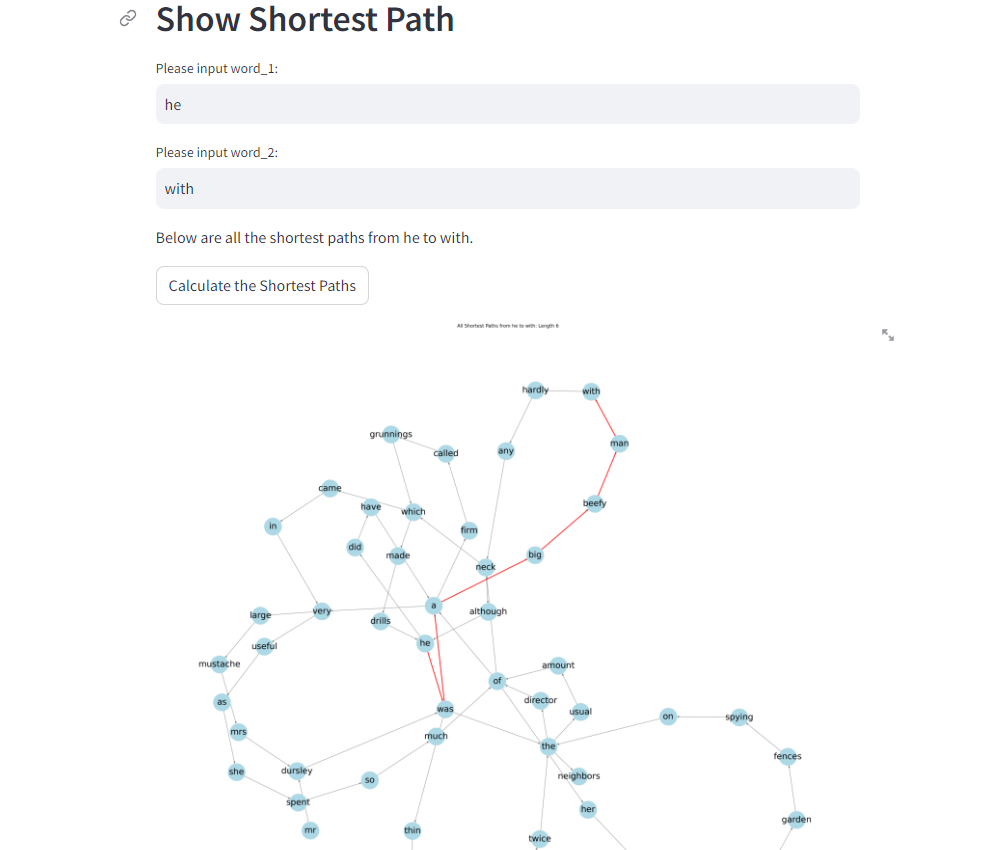 Show Shortest Path
Please input word_1:
he
Please input word_2:
with
Below are all the shortest paths from he to with.
Calculate the Shortest Paths
All Shortest Paths from he to with: Length 6
hardly
with
grunnings
man
called
any
came
have
which
beefy
in
firm
did
made
big
neck
a
very
although
large
drills
he
useful
mustache
amount
of
as
director
was
usual
on
spying
mrs
much
the
fences
she
dursley
neighbors
so
spent
her
garden
mr
thin
twice